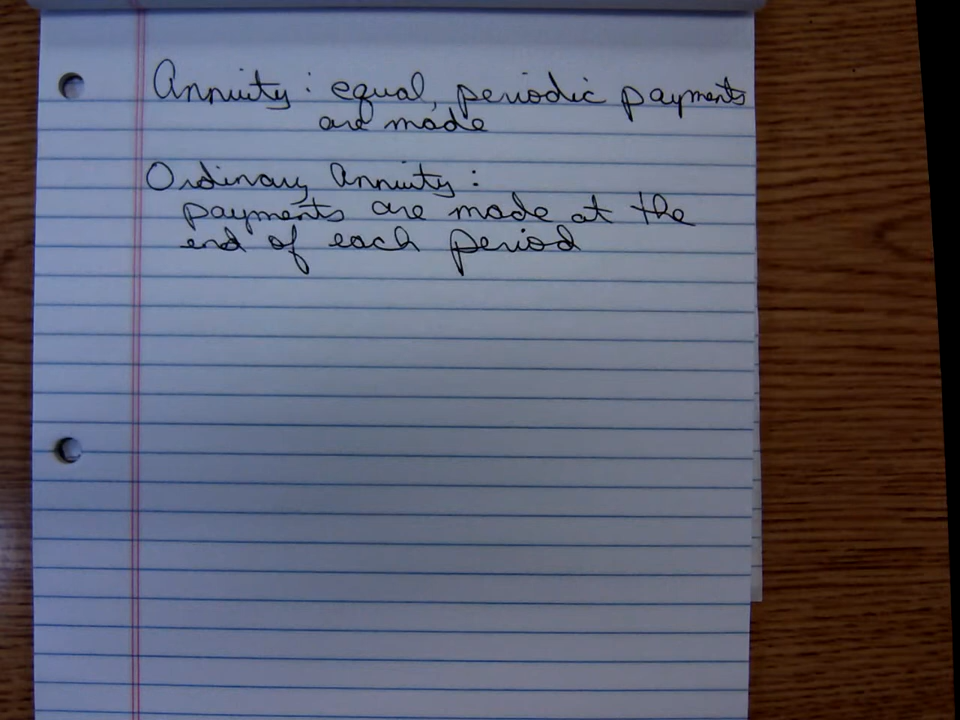 Annuity: equal, periodic payments
are made
Ordinary Annuity:
payments are made at the
end of each period